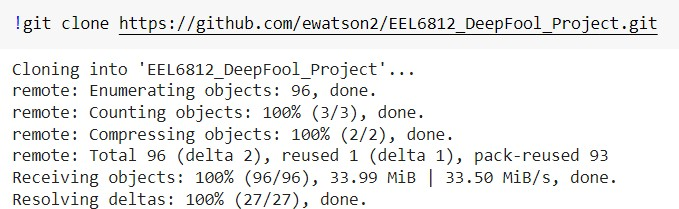 !git clone https://github.com/ewatson2/EEL6812_DeepFool_Project.git
Cloning into 'EEL6812_DeepFool_Project'...
remote: Enumerating objects: 96, done.
remote: Counting objects: 100% (3/3), done.
remote: Compressing objects: 100% (2/2), done.
remote: Total 96 (delta 2), reused 1 (delta 1), pack-reused 93
Receiving objects: 100% (96/96), 33.99 MiB | 33.50 MiB/s, done.
Resolving deltas: 100% (27/27), done.